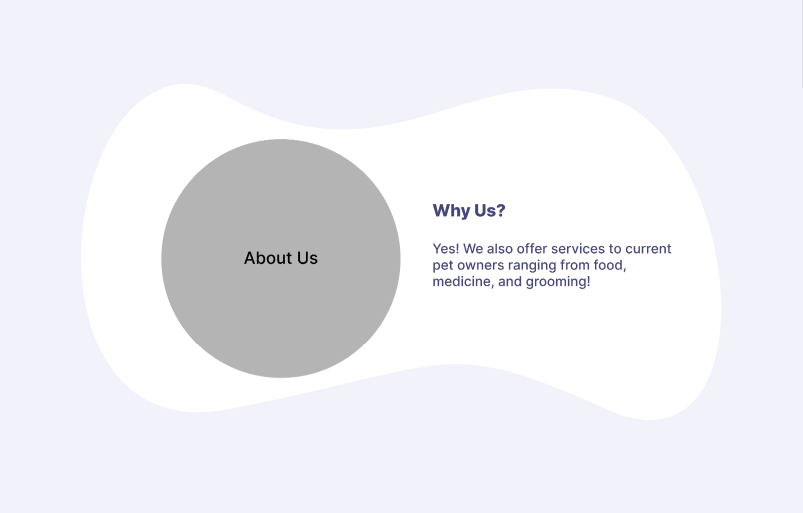 About Us
Why Us?
Yes! We also offer services to current
pet owners ranging from food,
medicine, and grooming!